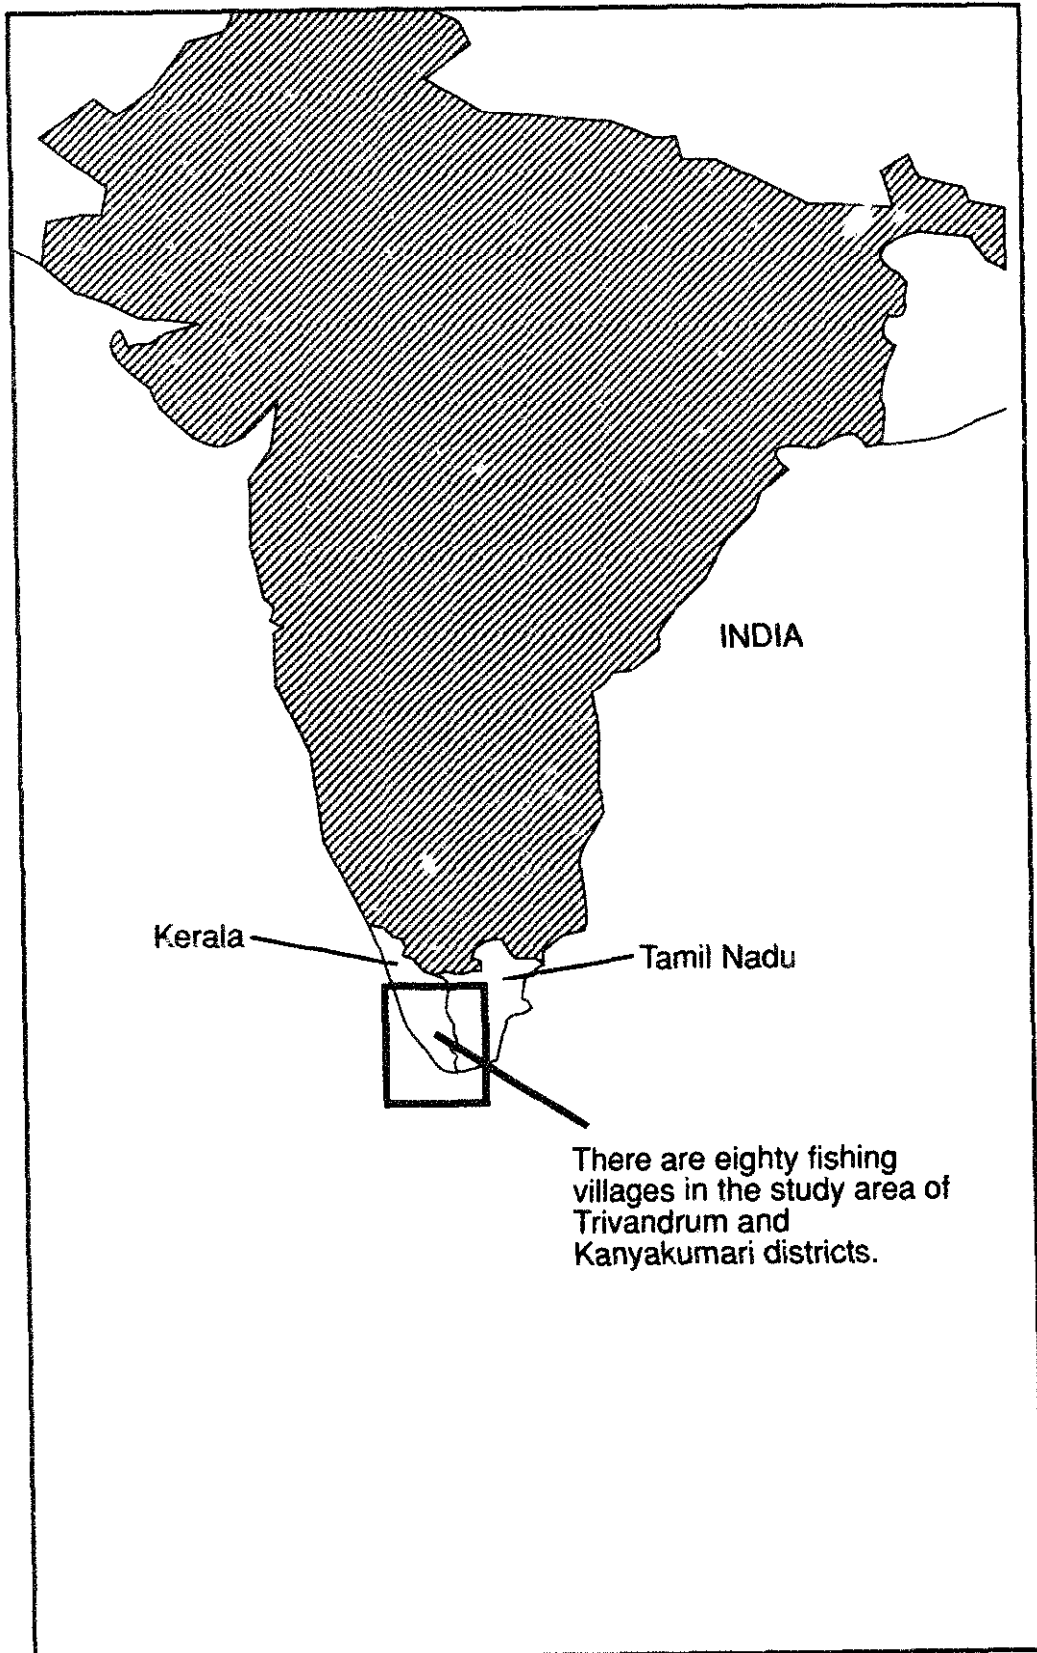 INDIA
Kerala
Tamil Nadu
There are eighty fishing
villages in the study area of
Trivandrum and
Kanyakumari districts.